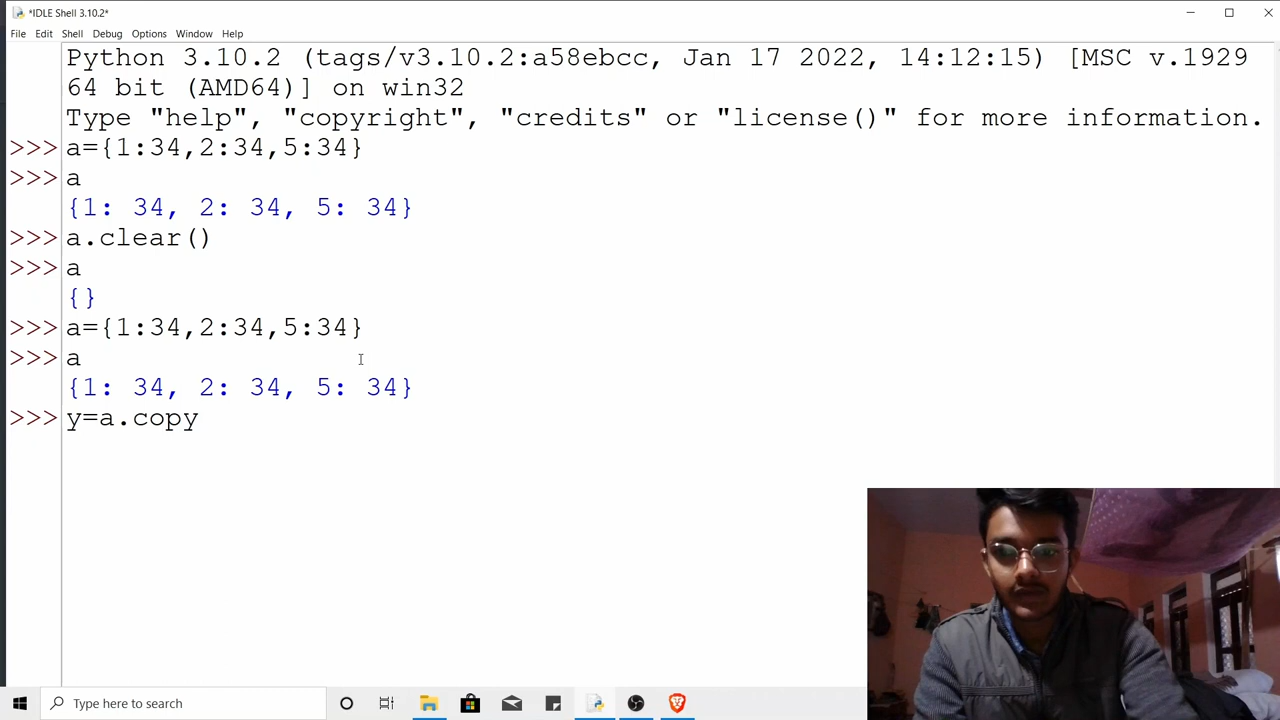 *IDLE Shell 3.10.2*
File Edit Shell Debug Options Window Help
Python 3.10.2 (tags/v3.10.2:a58ebcc, Jan 17 2022, 14:12:15) [MSC v.1929
64 bit (AMD64)] on win32
Type "help", "copyright", "credits" or "license()" for more information.
>>> a={1:34,2:34,5:34}
>>> a
{1: 34, 2: 34, 5: 34}
>>> a.clear()
>>> a
{}
>>> a={1:34,2:34,5:34}
>>> a
{1: 34, 2: 34, 5: 34}
>>> y=a.copy
Type here to search